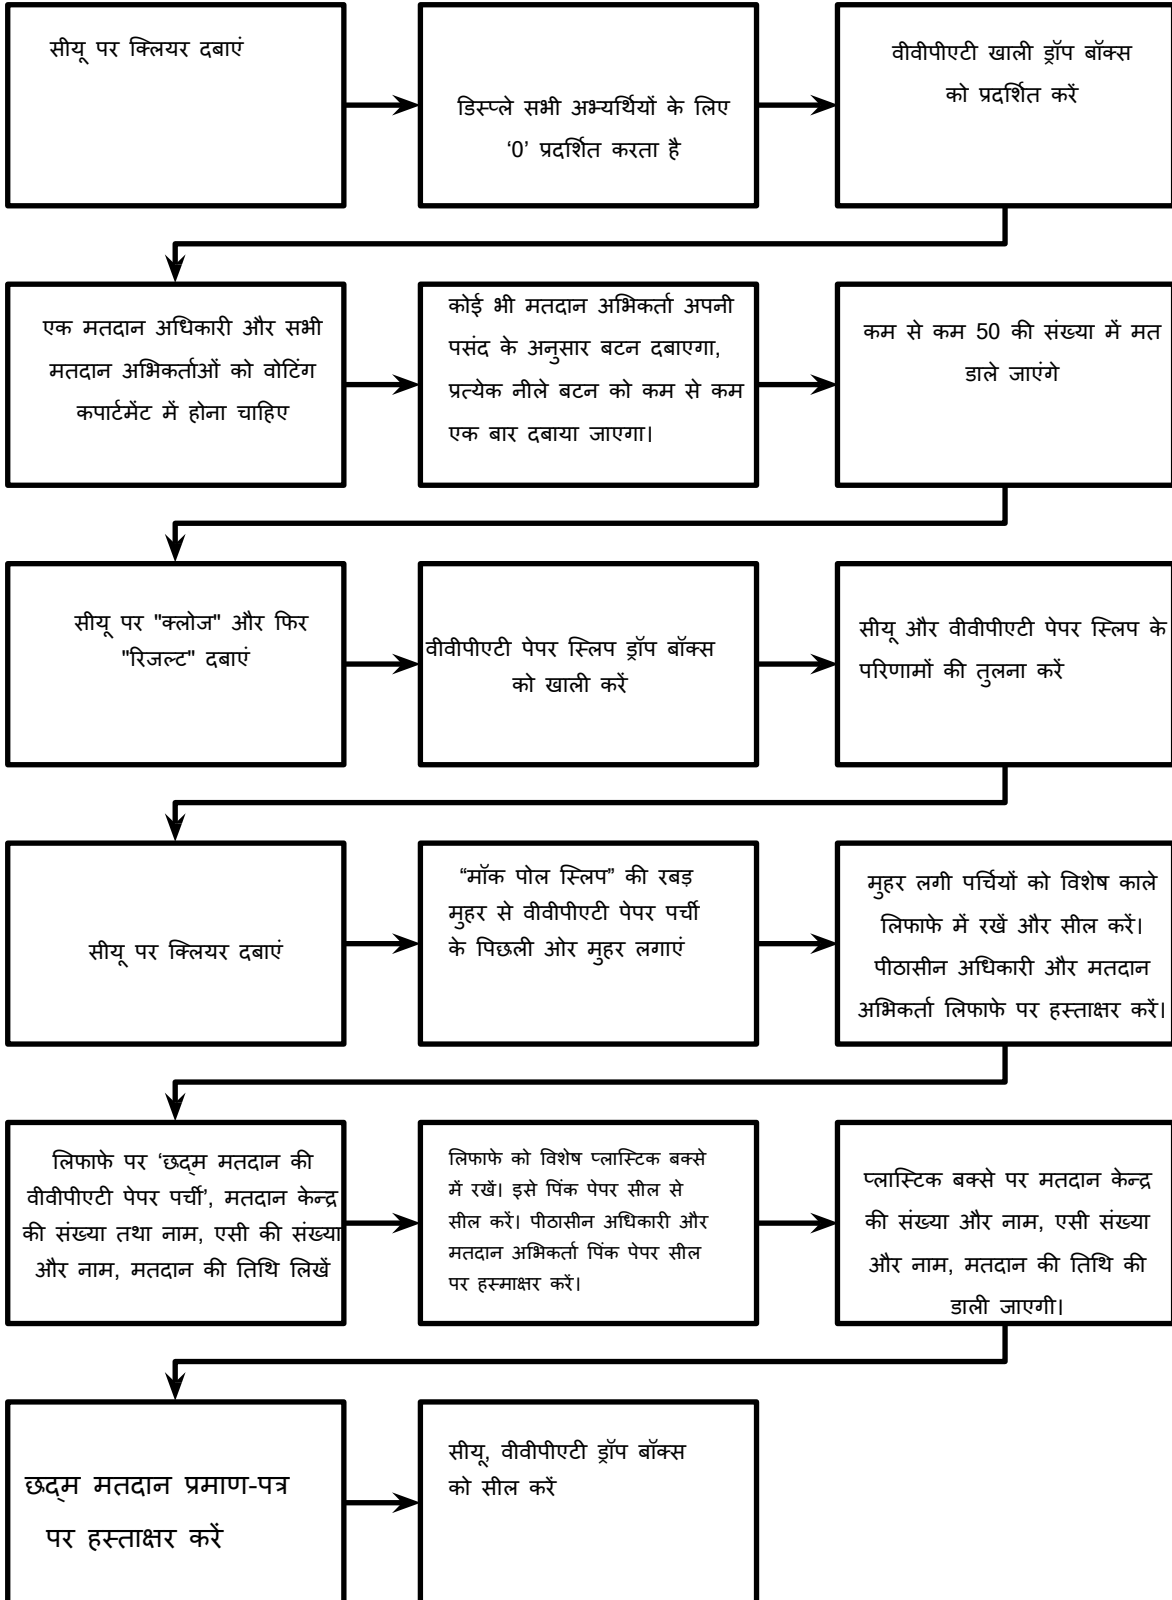 सीयू पर क्लियर दबाएं
डिस्प्ले सभी अभ्यर्थियों के लिए
‘0’ प्रदर्शित करता है
वीवीपीएटी खाली ड्रॉप बॉक्स
को प्रदर्शित करें
एक मतदान अधिकारी और सभी
मतदान अभिकर्ताओं को वोटिंग
कपार्टमेंट में होना चाहिए
कोई भी मतदान अभिकर्ता अपनी
पसंद के अनुसार बटन दबाएगा,
प्रत्येक नीले बटन को कम से कम
एक बार दबाया जाएगा।
कम से कम 50 की संख्या में मत
डाले जाएंगे
सीयू पर "क्लोज" और फिर
"रिजल्ट" दबाएं
वीवीपीएटी पेपर स्लिप ड्रॉप बॉक्स
को खाली करें
सीयू और वीवीपीएटी पेपर स्लिप के
परिणामों की तुलना करें
सीयू पर क्लियर दबाएं
“मॉक पोल स्लिप” की रबड़
मुहर से वीवीपीएटी पेपर पर्ची
के पिछली ओर मुहर लगाएं
मुहर लगी पर्चियों को विशेष काले
लिफाफे में रखें और सील करें।
पीठासीन अधिकारी और मतदान
अभिकर्ता लिफाफे पर हस्ताक्षर करें।
लिफाफे पर ‘छद्म मतदान की
वीवीपीएटी पेपर पर्ची’, मतदान केन्द्र
की संख्या तथा नाम, एसी की संख्या
और नाम, मतदान की तिथि लिखें
लिफाफे को विशेष प्लास्टिक बक्से
में रखें। इसे पिंक पेपर सील से
सील करें। पीठासीन अधिकारी और
मतदान अभिकर्ता पिंक पेपर सील
पर हस्माक्षर करें।
प्लास्टिक बक्से पर मतदान केन्द्र
की संख्या और नाम, एसी संख्या
और नाम, मतदान की तिथि की
डाली जाएगी।
छद्म मतदान प्रमाण-पत्र
पर हस्ताक्षर करें
सीयू, वीवीपीएटी ड्रॉप बॉक्स
को सील करें